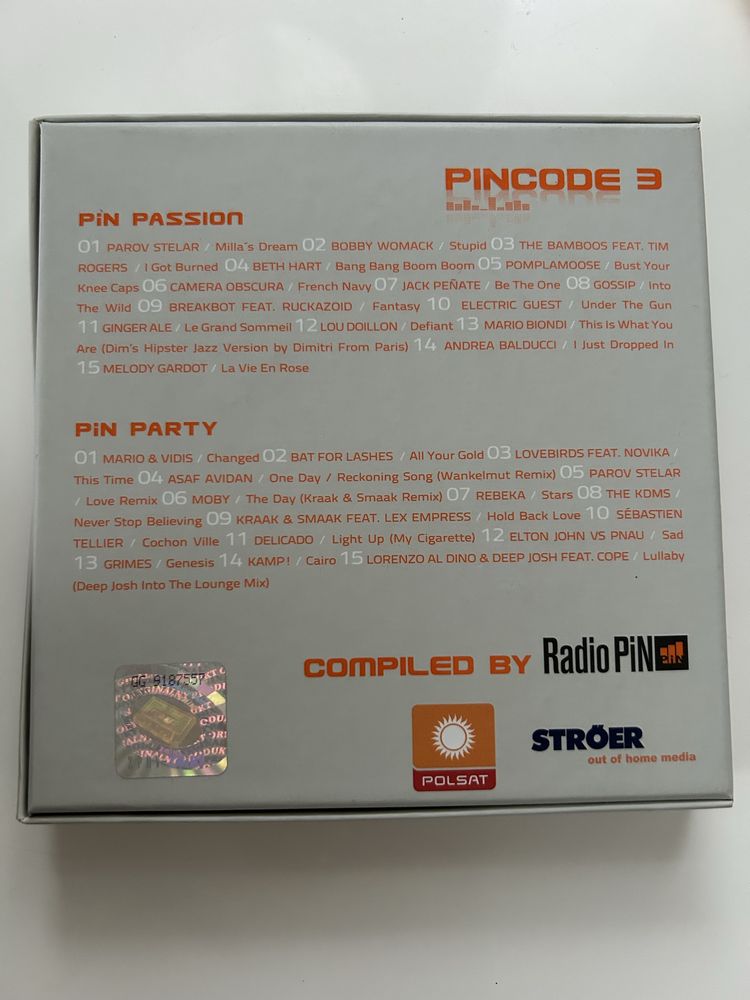 PINCODE 3
PiN PASSION
01 PAROV STELAR / Milla´s Dream 02 BOBBY WOMACK / Stupid 03 THE BAMBOOS FEAT. TIM
ROGERS / I Got Burned 04 BETH HART / Bang Bang Boom Boom 05 POMPLAMOOSE / Bust Your
Knee Caps 06 CAMERA OBSCURA / French Navy 07 JACK PEÑATE / Be The One 08 GOSSIP / Into
The Wild 09 BREAKBOT FEAT. RUCKAZOID / Fantasy 10 ELECTRIC GUEST / Under The Gun
11 GINGER ALE / Le Grand Sommeil 12 LOU DOILLON / Defiant 13 MARIO BIONDI / This Is What You
Are (Dim's Hipster Jazz Version by Dimitri From Paris) 14 ANDREA BALDUCCI / I Just Dropped In
15 MELODY GARDOT / La Vie En Rose
PiN PARTY
01 MARIO & VIDIS / Changed 02 BAT FOR LASHES / All Your Gold 03 LOVEBIRDS FEAT. NOVIKA /
This Time 04 ASAF AVIDAN / One Day / Reckoning Song (Wankelmut Remix) 05 PAROV STELAR
/ Love Remix 06 MOBY / The Day (Kraak & Smaak Remix) 07 REBEKA / Stars 08 THE KDMS /
Never Stop Believing 09 KRAAK & SMAAK FEAT. LEX EMPRESS / Hold Back Love 10 SÉBASTIEN
TELLIER / Cochon Ville 11 DELICADO / Light Up (My Cigarette) 12 ELTON JOHN VS PNAU / Sad
13 GRIMES / Genesis 14 KAMP! / Cairo 15 LORENZO AL DINO & DEEP JOSH FEAT. COPE / Lullaby
(Deep Josh Into The Lounge Mix)
COMPILED BY Radio PiN PiN
GG 9187557
POLSAT
STRÖER
out of home media